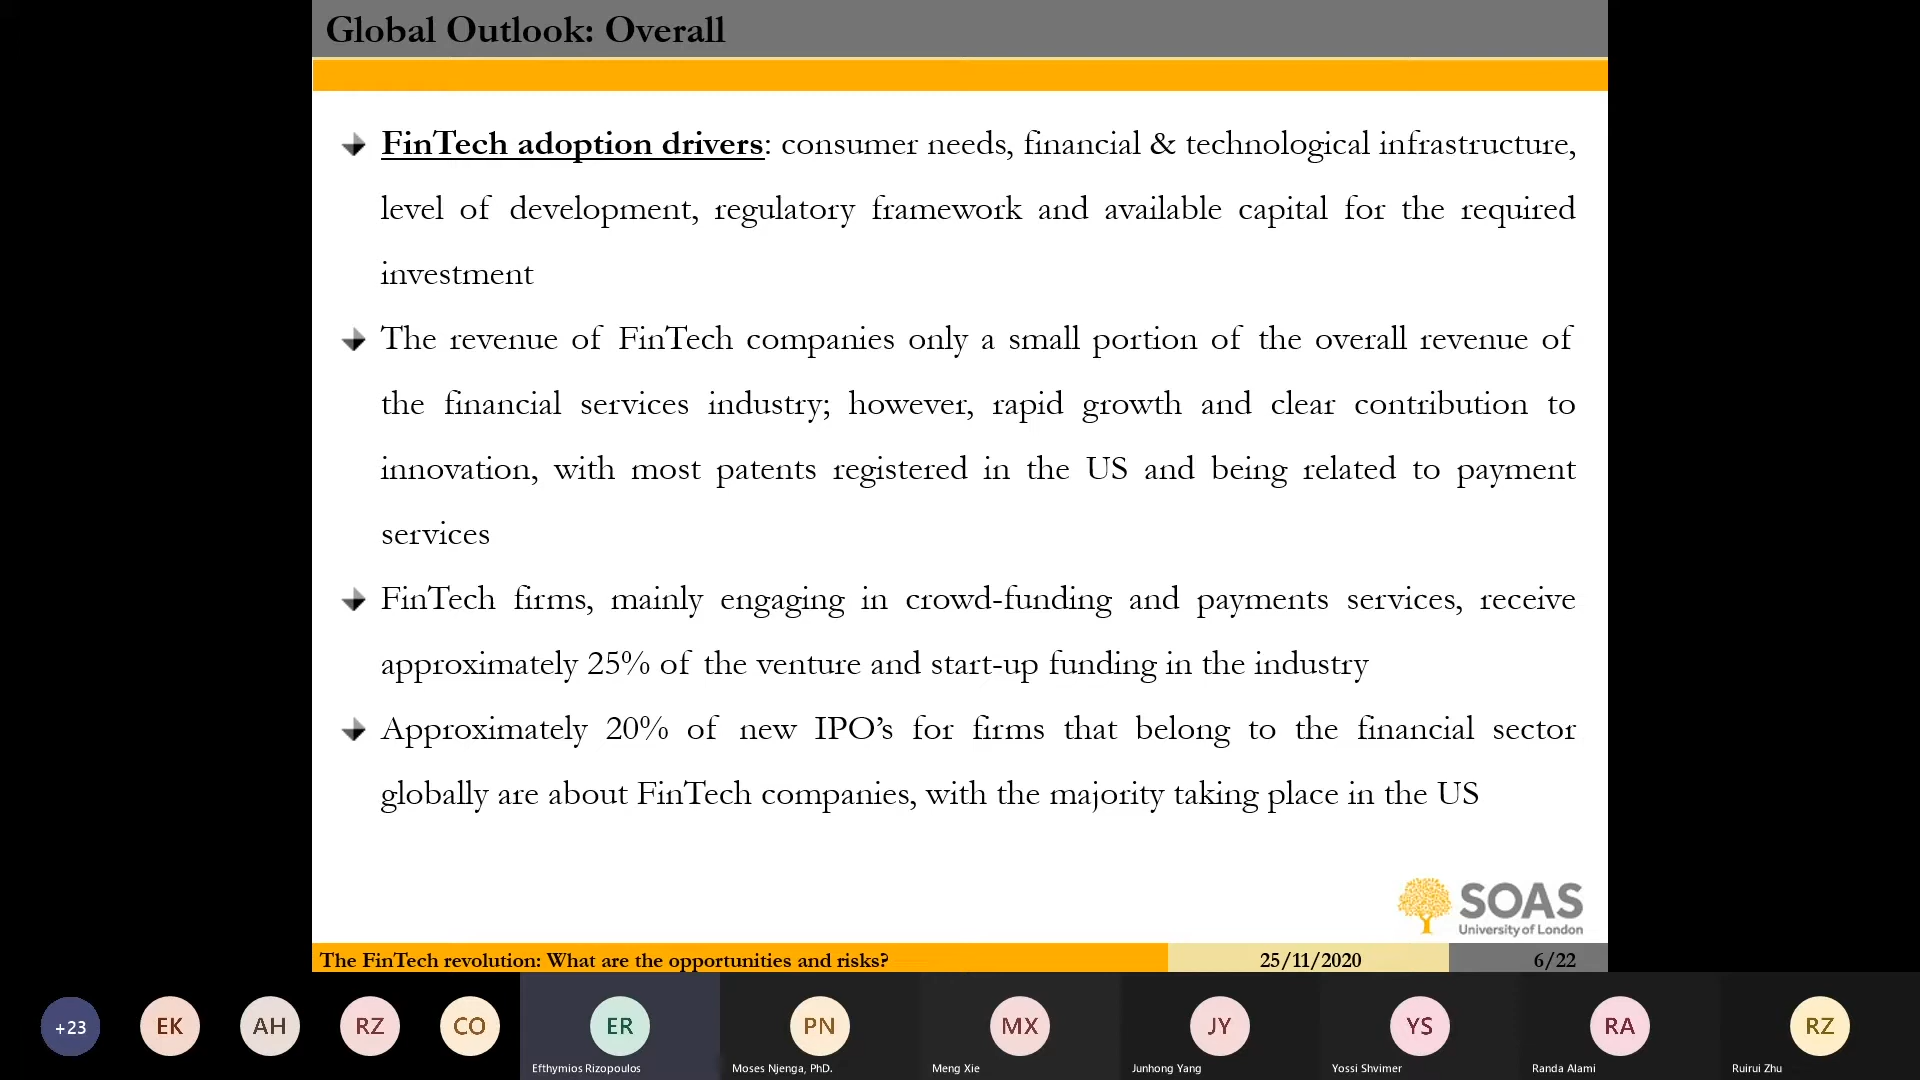 Global Outlook: Overall
FinTech adoption drivers: consumer needs, financial & technological infrastructure,
level of development, regulatory framework and available capital for the required
investment
The revenue of FinTech companies only a small portion of the overall revenue of
the financial services industry; however, rapid growth and clear contribution to
innovation, with most patents registered in the US and being related to payment
services
FinTech firms, mainly engaging in crowd-funding and payments services, receive
approximately 25% of the venture and start-up funding in the industry
Approximately 20% of new IPO’s for firms that belong to the financial sector
globally are about FinTech companies, with the majority taking place in the US
SOAS
University of London
The FinTech revolution: What are the opportunities and risks? 25/11/2020 6/22
+23 EK AH RZ CO ER PN MX JY YS RA RZ
Efthymios Rizopoulos Moses Njenga, PhD. Meng Xie Junhong Yang Yossi Shvimer Randa Alami Ruirui Zhu